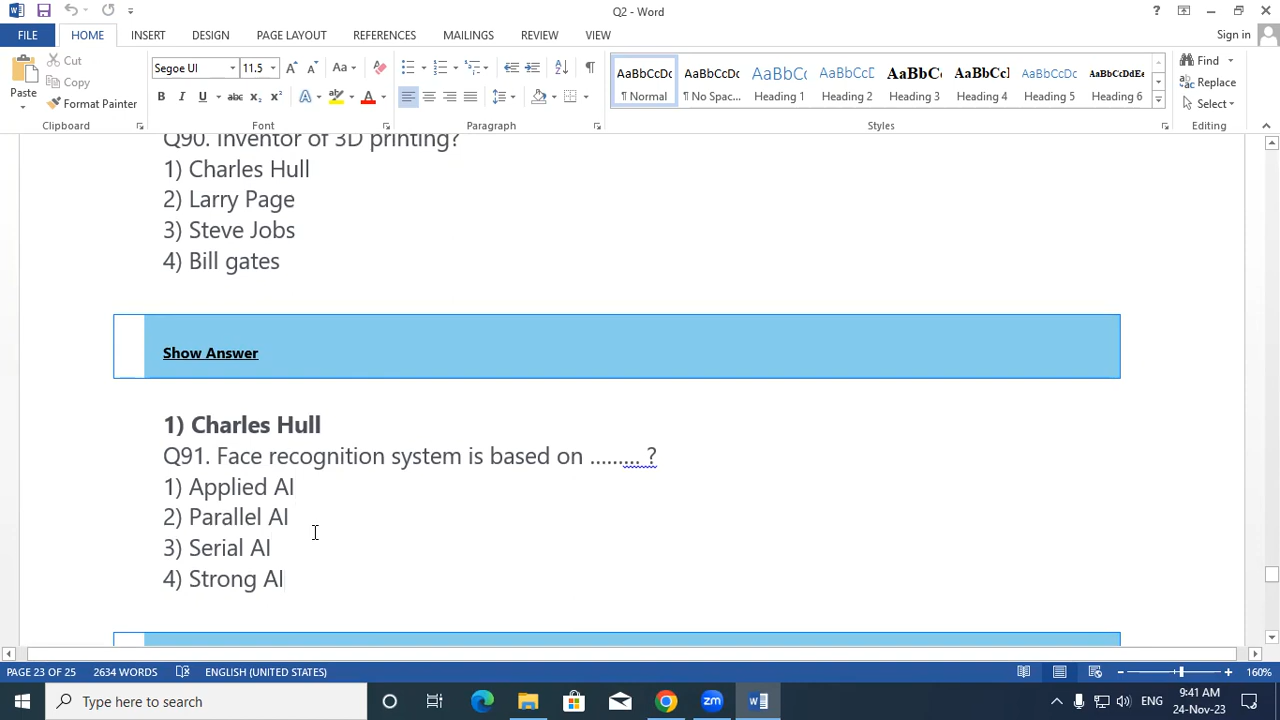 Q2 - Word
Sign in
FILE HOME INSERT DESIGN PAGE LAYOUT REFERENCES MAILINGS REVIEW VIEW
Paste
Cut
Copy
Format Painter
Clipboard
Segoe UI 11.5
Font
Paragraph
AaBbCcDc AaBbCcDc AaBbCc AaBbCcDc AaBbCc AaBbCcI AaBbCcDc AaBbCcDdEe
¶ Normal ¶ No Spac... Heading 1 Heading 2 Heading 3 Heading 4 Heading 5 Heading 6
Styles
Find
Replace
Select
Editing
Q90. Inventor of 3D printing?
1) Charles Hull
2) Larry Page
3) Steve Jobs
4) Bill gates
Show Answer
1) Charles Hull
Q91. Face recognition system is based on ……… ?
1) Applied AI
2) Parallel AI
3) Serial AI
4) Strong AI
PAGE 23 OF 25 2634 WORDS ENGLISH (UNITED STATES) 160%
Type here to search
zm
ENG
9:41 AM
24-Nov-23